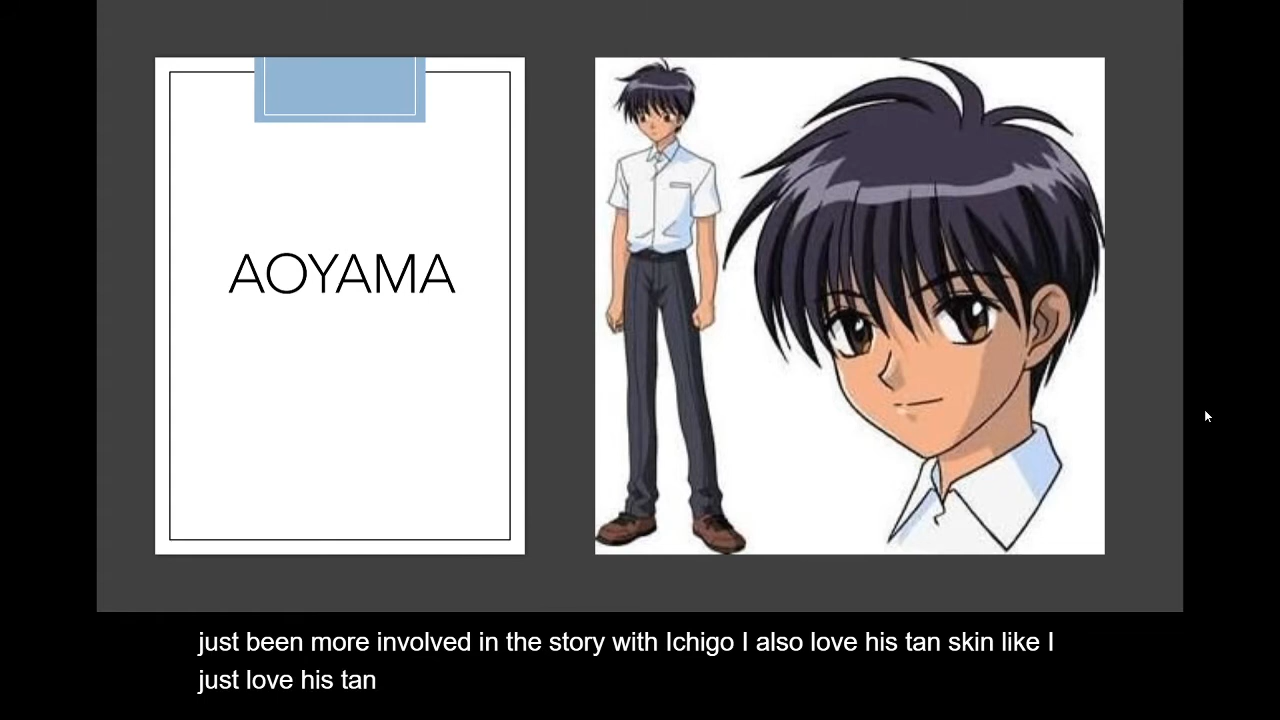 AOYAMA
just been more involved in the story with Ichigo I also love his tan skin like I
just love his tan